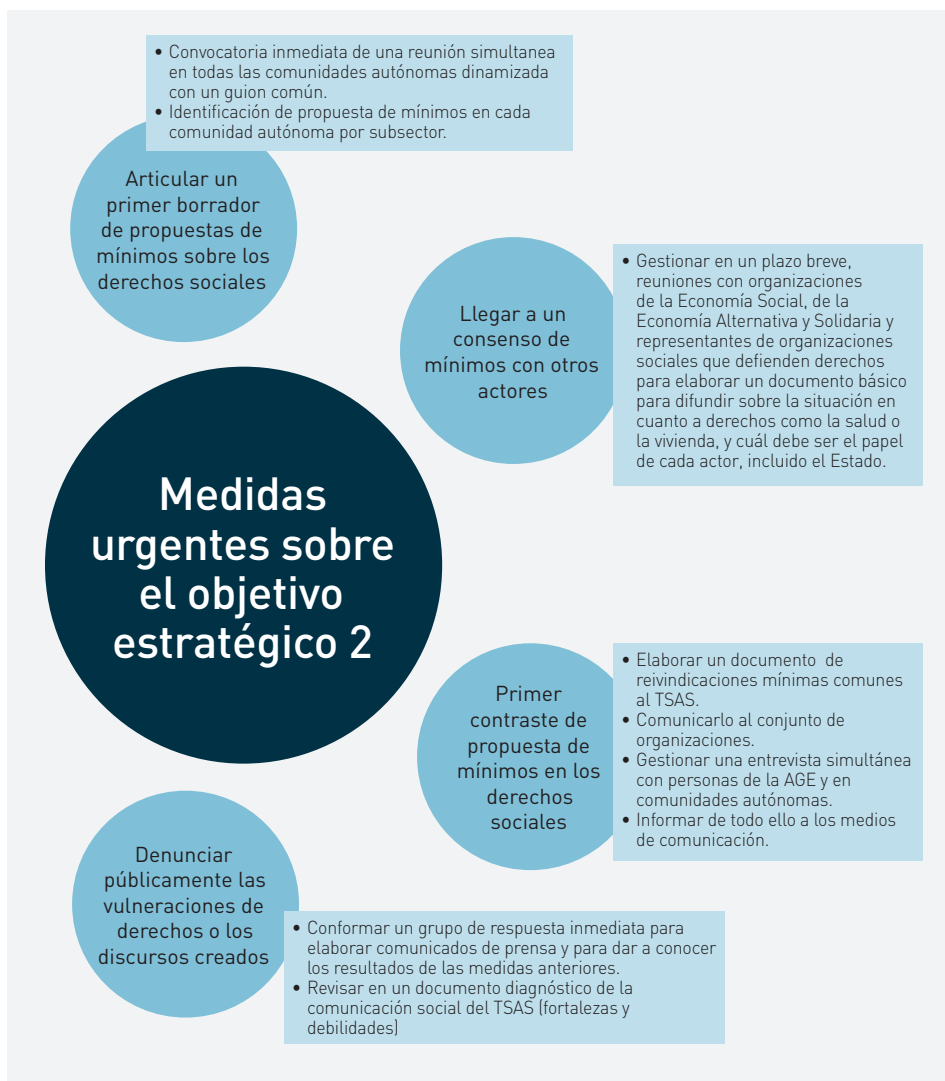 • Convocatoria inmediata de una reunión simultanea
en todas las comunidades autónomas dinamizada
con un guion común.
• Identificación de propuesta de mínimos en cada
comunidad autónoma por subsector.
Articular un
primer borrador
de propuestas de
mínimos sobre los
derechos sociales
Llegar a un
consenso de
mínimos con otros
actores
• Gestionar en un plazo breve,
reuniones con organizaciones
de la Economía Social, de la
Economía Alternativa y Solidaria y
representantes de organizaciones
sociales que defienden derechos
para elaborar un documento básico
para difundir sobre la situación en
cuanto a derechos como la salud o
la vivienda, y cuál debe ser el papel
de cada actor, incluido el Estado.
Medidas
urgentes sobre
el objetivo
estratégico 2
Primer
contraste de
propuesta de
mínimos en los
derechos
sociales
• Elaborar un documento de
reivindicaciones mínimas comunes
al TSAS.
• Comunicarlo al conjunto de
organizaciones.
• Gestionar una entrevista simultánea
con personas de la AGE y en
comunidades autónomas.
• Informar de todo ello a los medios
de comunicación.
Denunciar
públicamente las
vulneraciones de
derechos o los
discursos creados
• Conformar un grupo de respuesta inmediata para
elaborar comunicados de prensa y para dar a conocer
los resultados de las medidas anteriores.
• Revisar en un documento diagnóstico de la
comunicación social del TSAS (fortalezas y
debilidades)